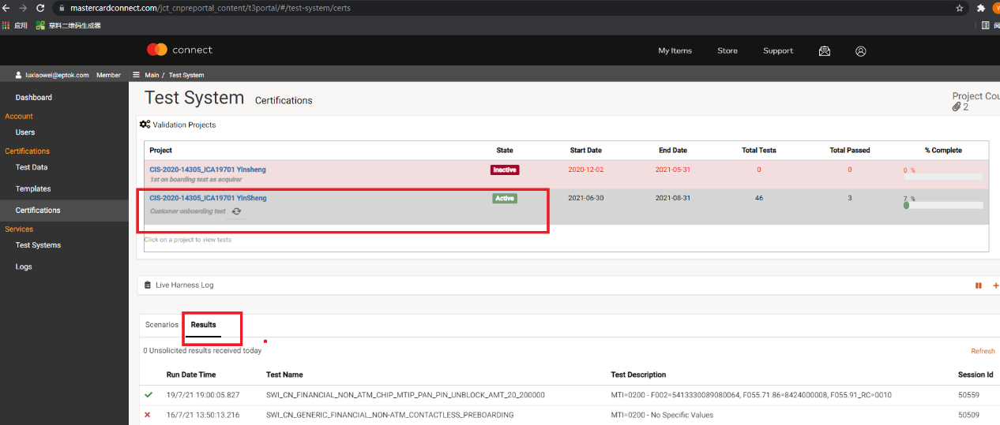 mastercardconnect.com/jct_cnpreportal_content/t3portal/#/test-system/certs
应用 草料二维码生成器
connect My Items Store Support
luxiaowei@eptok.com Member Main / Test System
Dashboard
Account
Users
Certifications
Test Data
Templates
Certifications
Services
Test Systems
Logs
Test System Certifications
Project Cou
2
Validation Projects
Project State Start Date End Date Total Tests Total Passed % Complete
CIS-2020-14305_ICA19701 Yinsheng Inactive 2020-12-02 2021-05-31 0 0 0 %
1st on boarding test as acquirer
CIS-2020-14305_ICA19701 YinSheng Active 2021-06-30 2021-08-31 46 3 7 %
Customer onboarding test
Click on a project to view tests
Live Harness Log
Scenarios Results
0 Unsolicited results received today Refresh
Run Date Time Test Name Test Description Session Id
19/7/21 19:00:05.827 SWI_CN_FINANCIAL_NON_ATM_CHIP_MTIP_PAN_PIN_UNBLOCK_AMT_20_200000 MTI=0200 - F002=5413330089080064, F055.71.86=8424000008, F055.91_RC=0010 50559
16/7/21 13:50:13.216 SWI_CN_GENERIC_FINANCIAL_NON-ATM_CONTACTLESS_PREBOARDING MTI=0200 - No Specific Values 50509